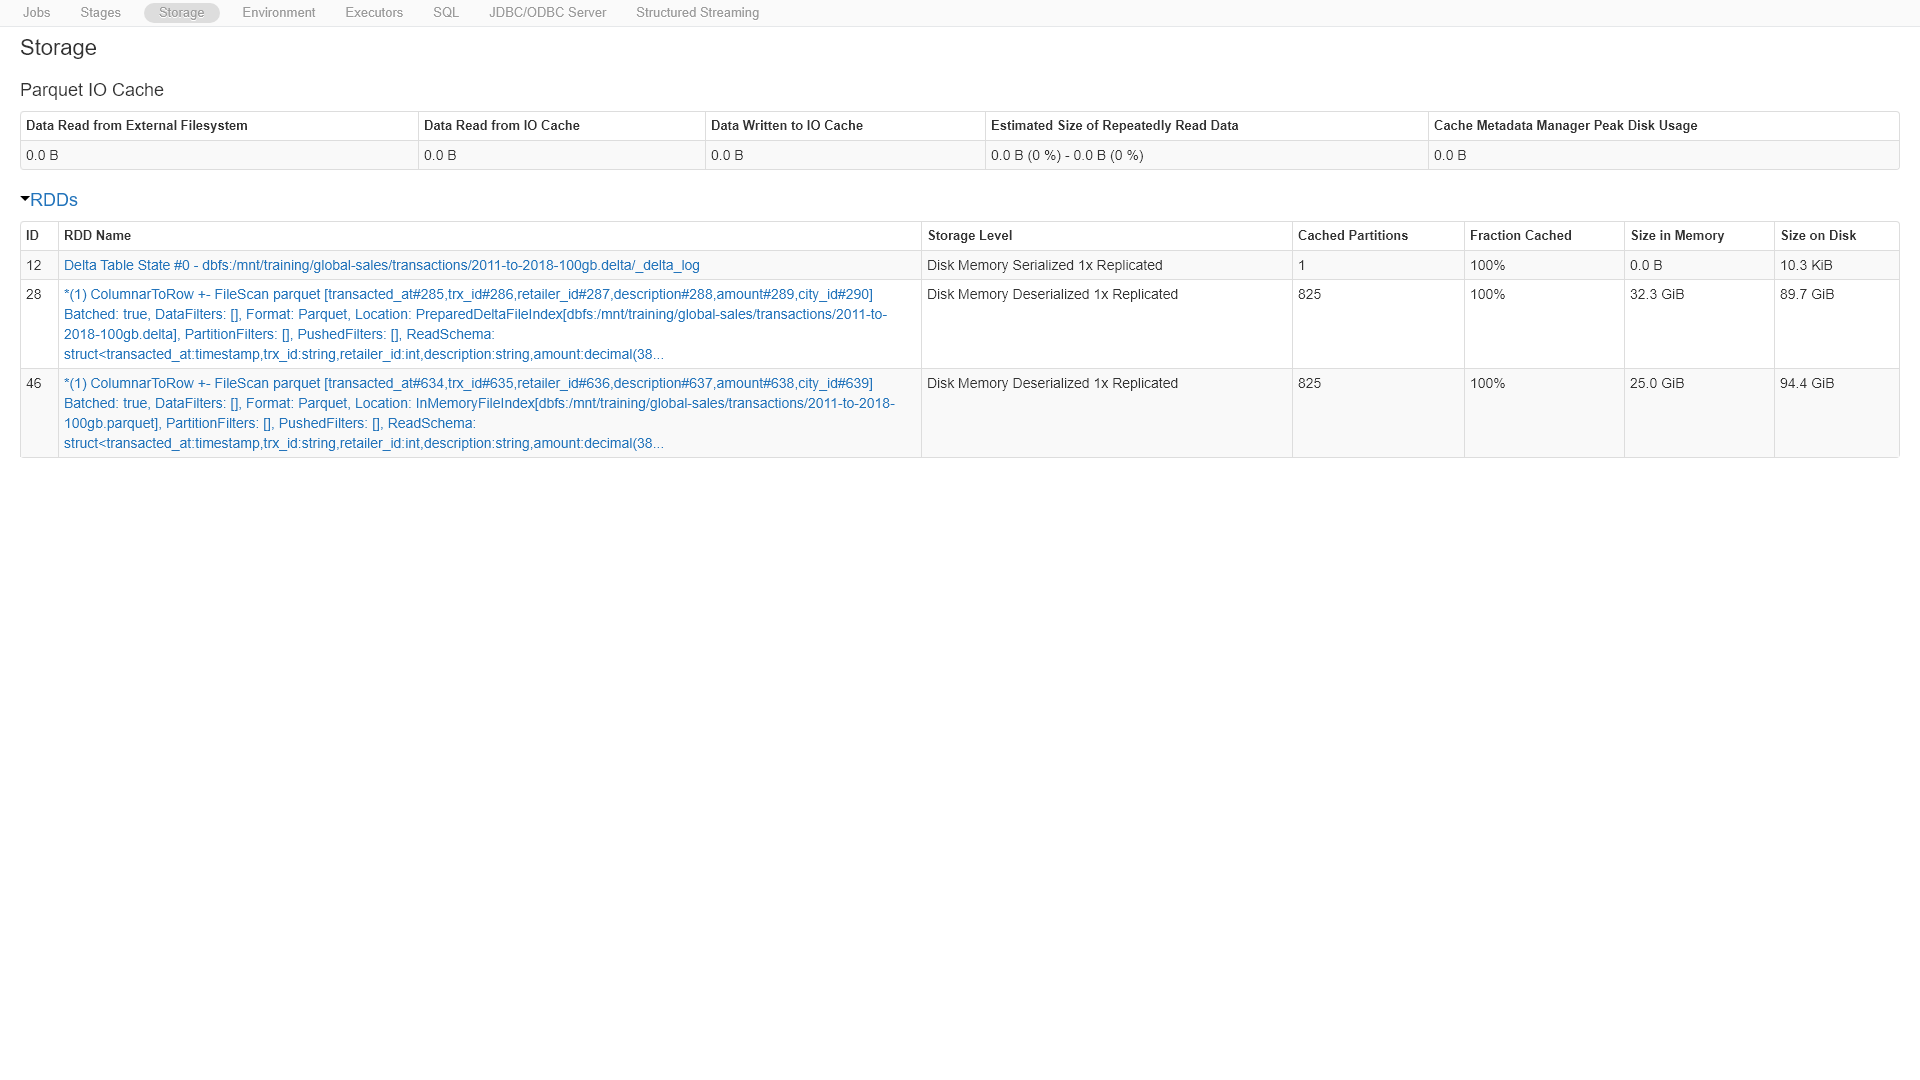 Jobs Stages Storage Environment Executors SQL JDBC/ODBC Server Structured Streaming
Storage
Parquet IO Cache
Data Read from External Filesystem Data Read from IO Cache Data Written to IO Cache Estimated Size of Repeatedly Read Data Cache Metadata Manager Peak Disk Usage
0.0 B 0.0 B 0.0 B 0.0 B (0 %) - 0.0 B (0 %) 0.0 B
RDDs
ID RDD Name Storage Level Cached Partitions Fraction Cached Size in Memory Size on Disk
12 Delta Table State #0 - dbfs:/mnt/training/global-sales/transactions/2011-to-2018-100gb.delta/_delta_log Disk Memory Serialized 1x Replicated 1 100% 0.0 B 10.3 KiB
28 *(1) ColumnarToRow +- FileScan parquet [transacted_at#285,trx_id#286,retailer_id#287,description#288,amount#289,city_id#290] Disk Memory Deserialized 1x Replicated 825 100% 32.3 GiB 89.7 GiB
Batched: true, DataFilters: [], Format: Parquet, Location: PreparedDeltaFileIndex[dbfs:/mnt/training/global-sales/transactions/2011-to-
2018-100gb.delta], PartitionFilters: [], PushedFilters: [], ReadSchema:
struct<transacted_at:timestamp,trx_id:string,retailer_id:int,description:string,amount:decimal(38...
46 *(1) ColumnarToRow +- FileScan parquet [transacted_at#634,trx_id#635,retailer_id#636,description#637,amount#638,city_id#639] Disk Memory Deserialized 1x Replicated 825 100% 25.0 GiB 94.4 GiB
Batched: true, DataFilters: [], Format: Parquet, Location: InMemoryFileIndex[dbfs:/mnt/training/global-sales/transactions/2011-to-2018-
100gb.parquet], PartitionFilters: [], PushedFilters: [], ReadSchema:
struct<transacted_at:timestamp,trx_id:string,retailer_id:int,description:string,amount:decimal(38...